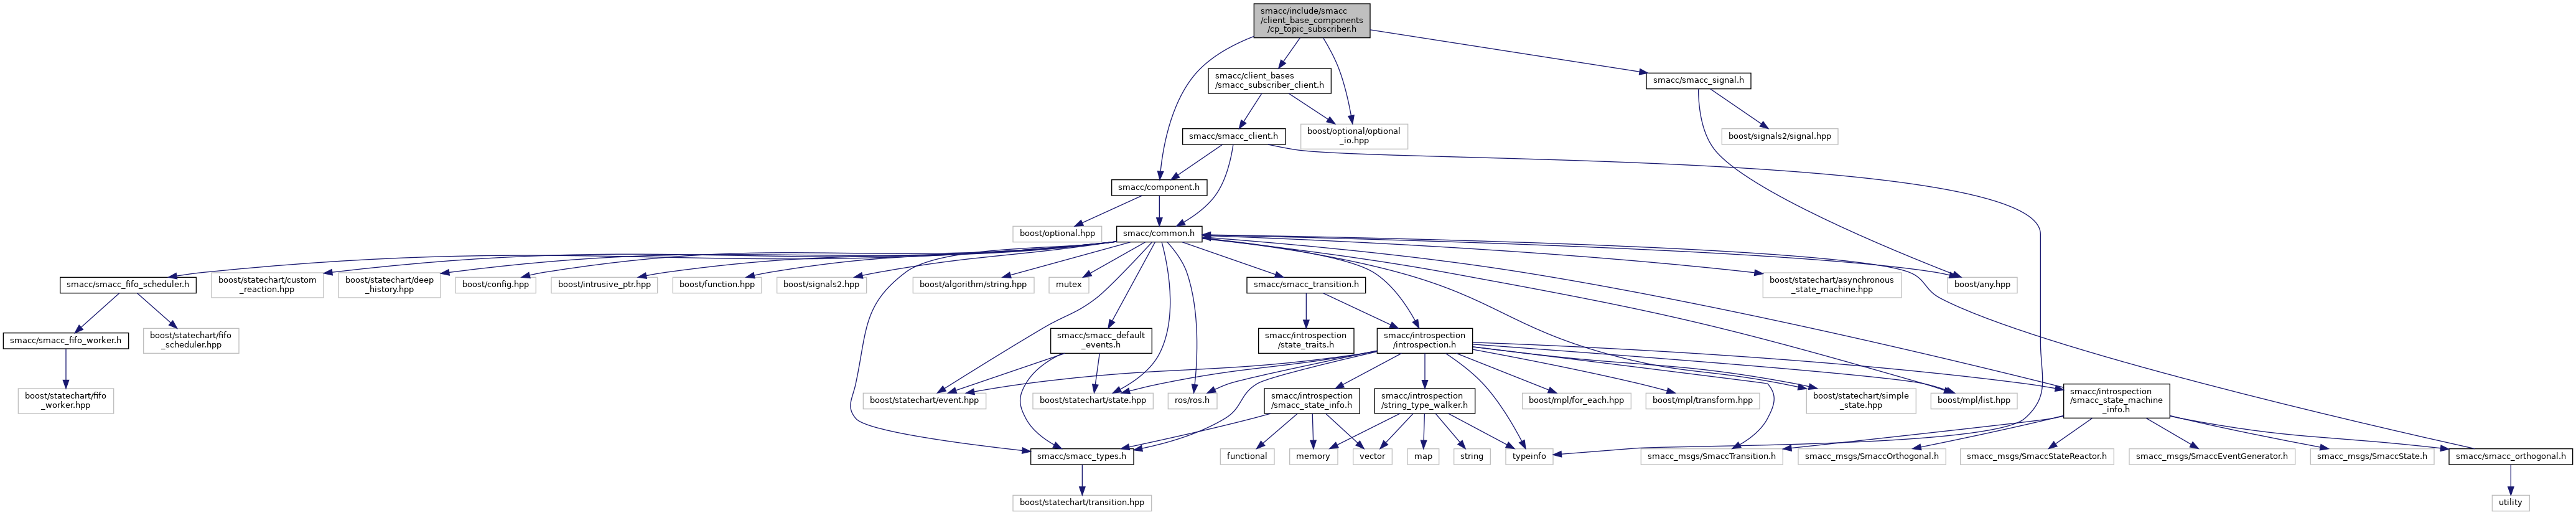 smacc/include/smacc
/client_base_components
/cp_topic_subscriber.h
smacc/client_bases
/smacc_subscriber_client.h
smacc/smacc_signal.h
smacc/smacc_client.h
boost/optional/optional
_io.hpp
boost/signals2/signal.hpp
smacc/component.h
boost/optional.hpp
smacc/common.h
smacc/smacc_fifo_scheduler.h
boost/statechart/custom
_reaction.hpp
boost/statechart/deep
_history.hpp
boost/config.hpp
boost/intrusive_ptr.hpp
boost/function.hpp
boost/signals2.hpp
boost/algorithm/string.hpp
mutex
smacc/smacc_transition.h
boost/statechart/asynchronous
_state_machine.hpp
boost/any.hpp
smacc/smacc_fifo_worker.h
boost/statechart/fifo
_scheduler.hpp
smacc/smacc_default
_events.h
smacc/introspection
/state_traits.h
smacc/introspection
/introspection.h
boost/statechart/fifo
_worker.hpp
boost/statechart/event.hpp
boost/statechart/state.hpp
ros/ros.h
smacc/introspection
/smacc_state_info.h
smacc/introspection
/string_type_walker.h
boost/mpl/for_each.hpp
boost/mpl/transform.hpp
boost/statechart/simple
_state.hpp
boost/mpl/list.hpp
smacc/introspection
/smacc_state_machine
_info.h
smacc/smacc_types.h
functional
memory
vector
map
string
typeinfo
smacc_msgs/SmaccTransition.h
smacc_msgs/SmaccOrthogonal.h
smacc_msgs/SmaccStateReactor.h
smacc_msgs/SmaccEventGenerator.h
smacc_msgs/SmaccState.h
smacc/smacc_orthogonal.h
boost/statechart/transition.hpp
utility